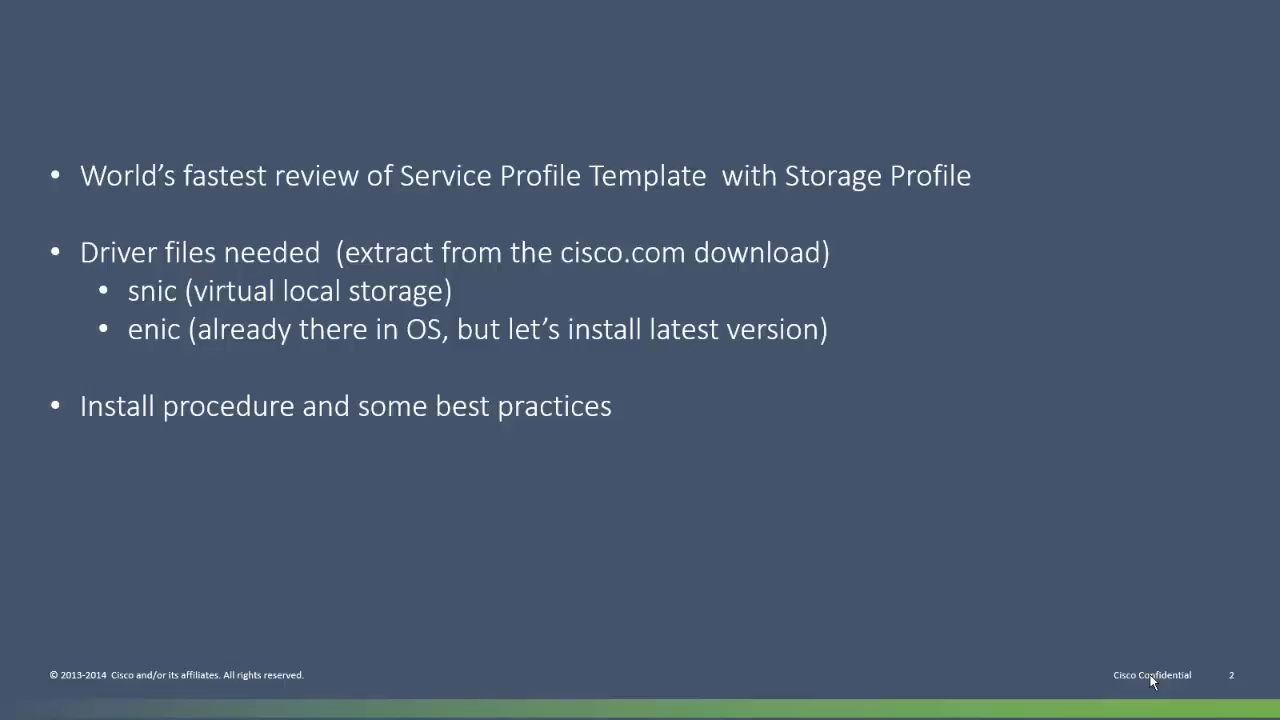 • World’s fastest review of Service Profile Template  with Storage Profile
• Driver files needed  (extract from the cisco.com download)
• snic (virtual local storage)
• enic (already there in OS, but let’s install latest version)
• Install procedure and some best practices
© 2013-2014  Cisco and/or its affiliates. All rights reserved.
Cisco Confidential
2